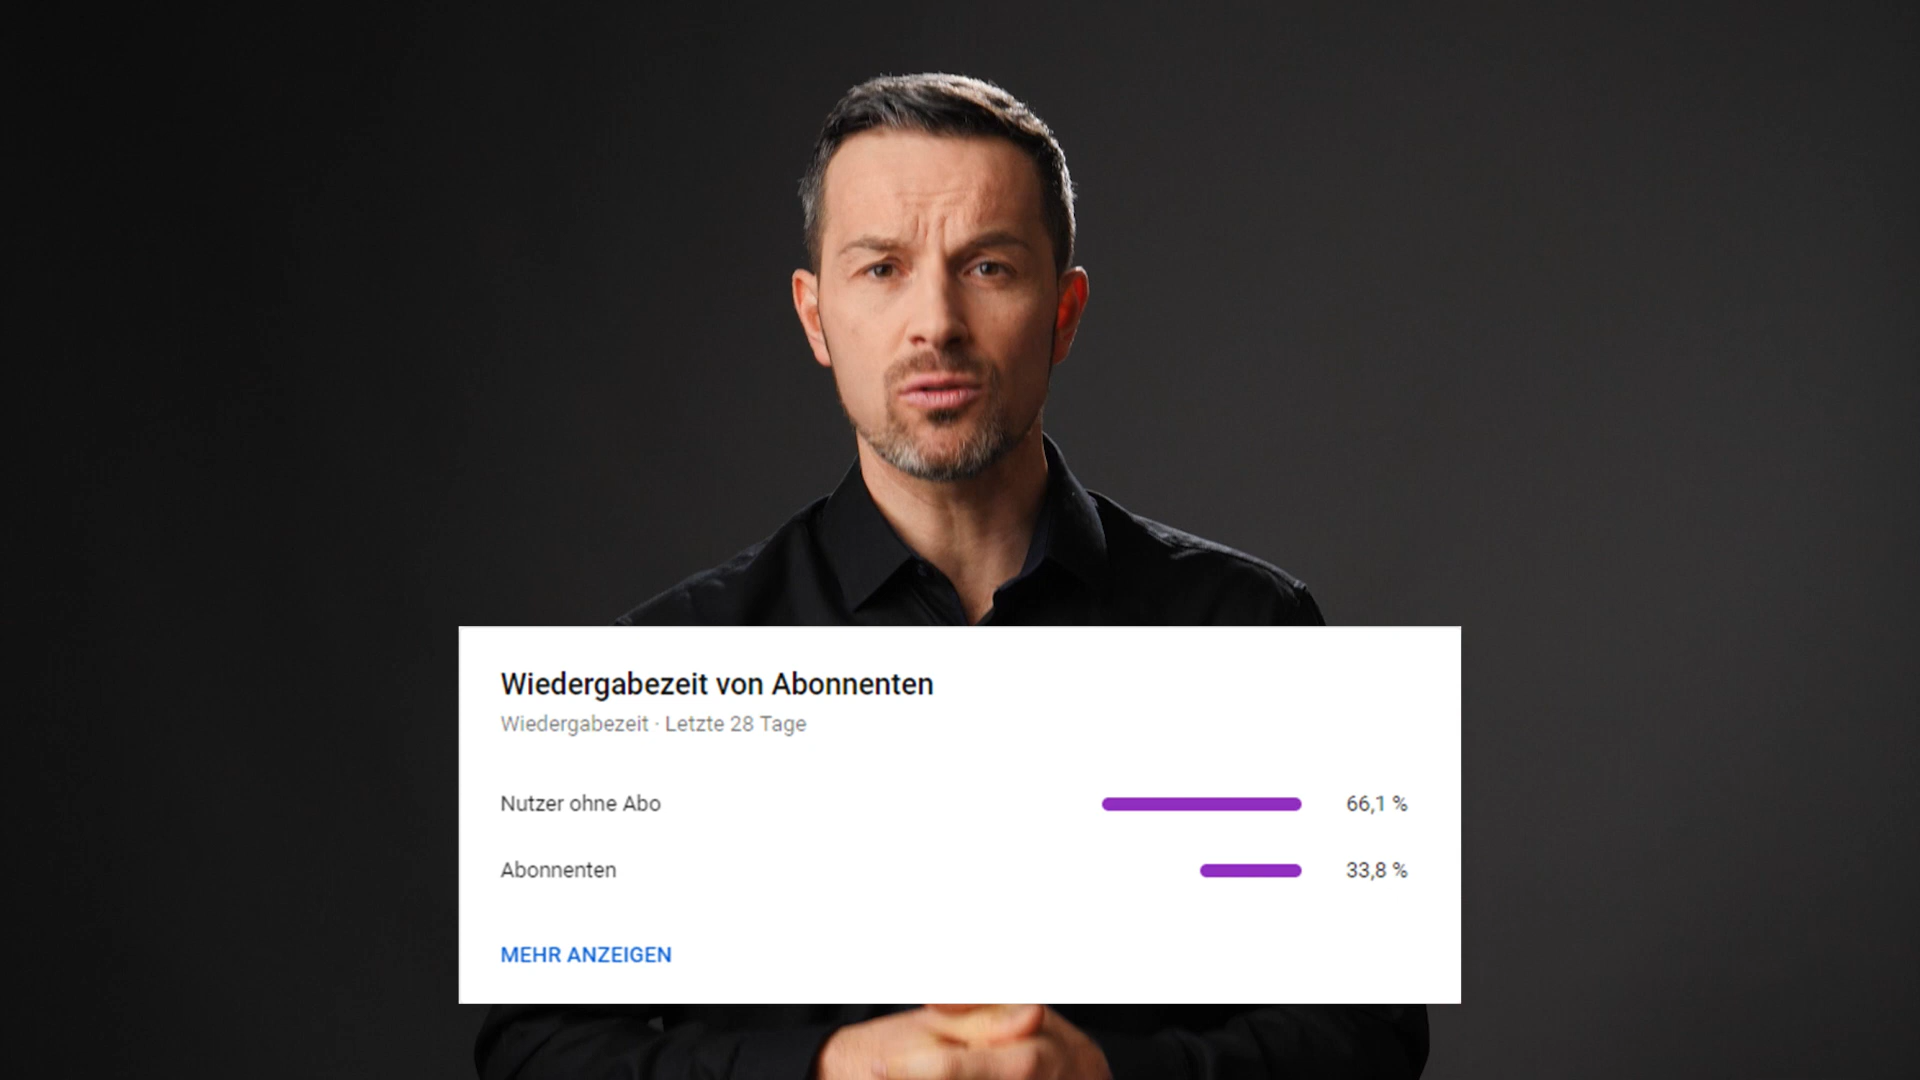 Wiedergabezeit von Abonnenten
Wiedergabezeit · Letzte 28 Tage
Nutzer ohne Abo 66,1 %
Abonnenten 33,8 %
MEHR ANZEIGEN